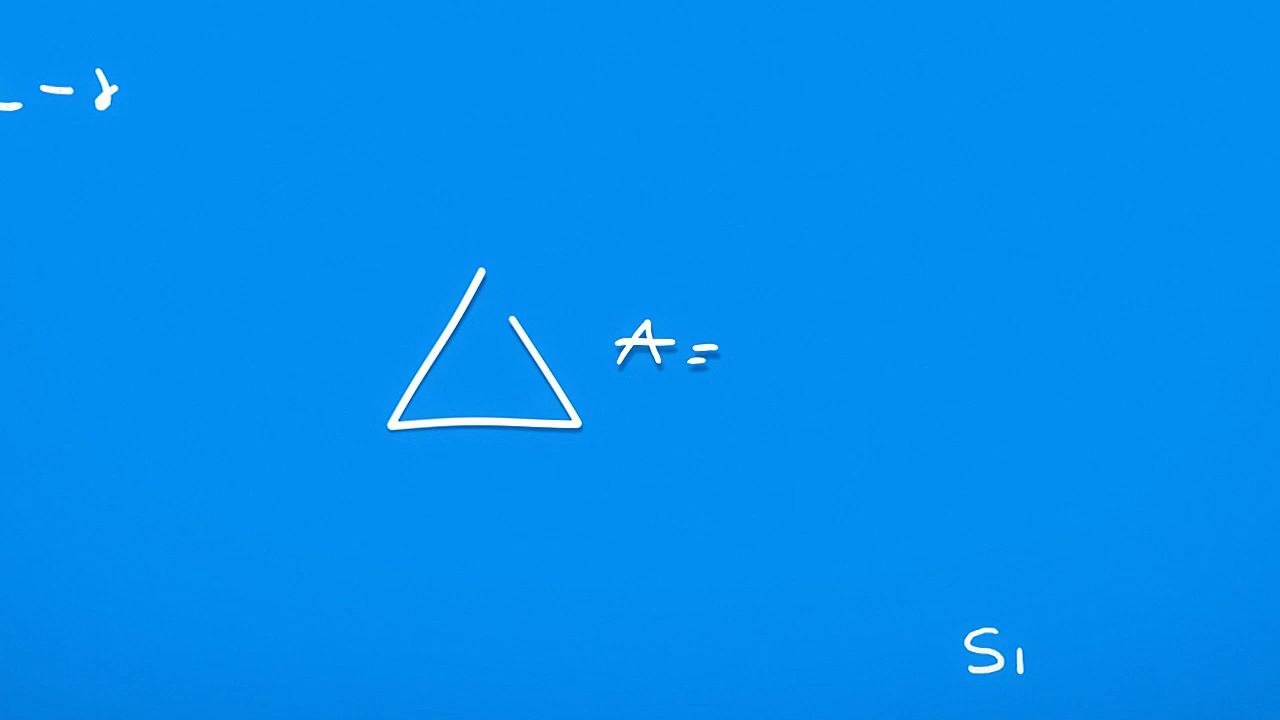 A =
S1